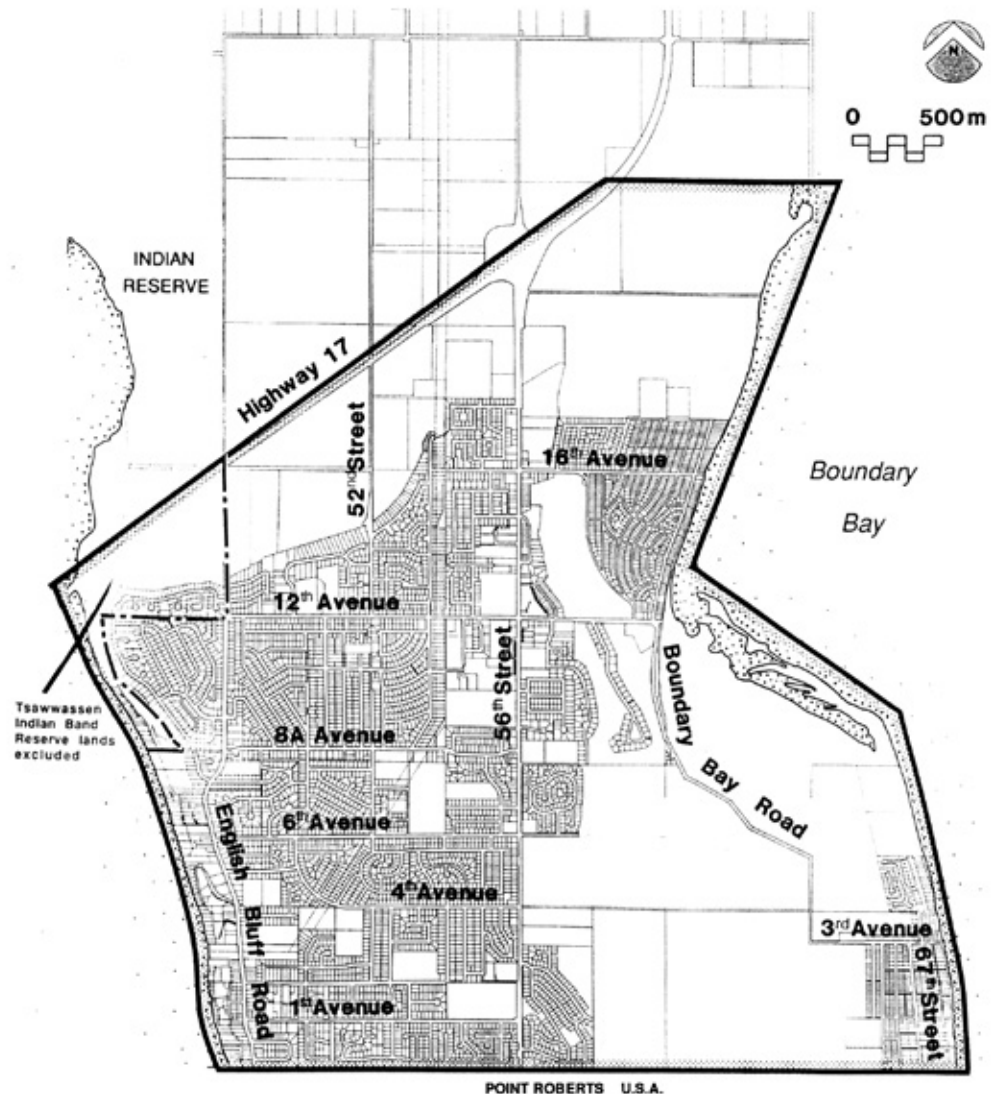 N
0 500m
INDIAN
RESERVE
Highway 17
52nd Street
16th Avenue
Boundary
Bay
12th Avenue
56th Street
Boundary Bay Road
Tsawwassen
Indian Band
Reserve lands
excluded
8A Avenue
6th Avenue
English Bluff Road
4th Avenue
3rd Avenue
67th Street
1st Avenue
POINT ROBERTS U.S.A.